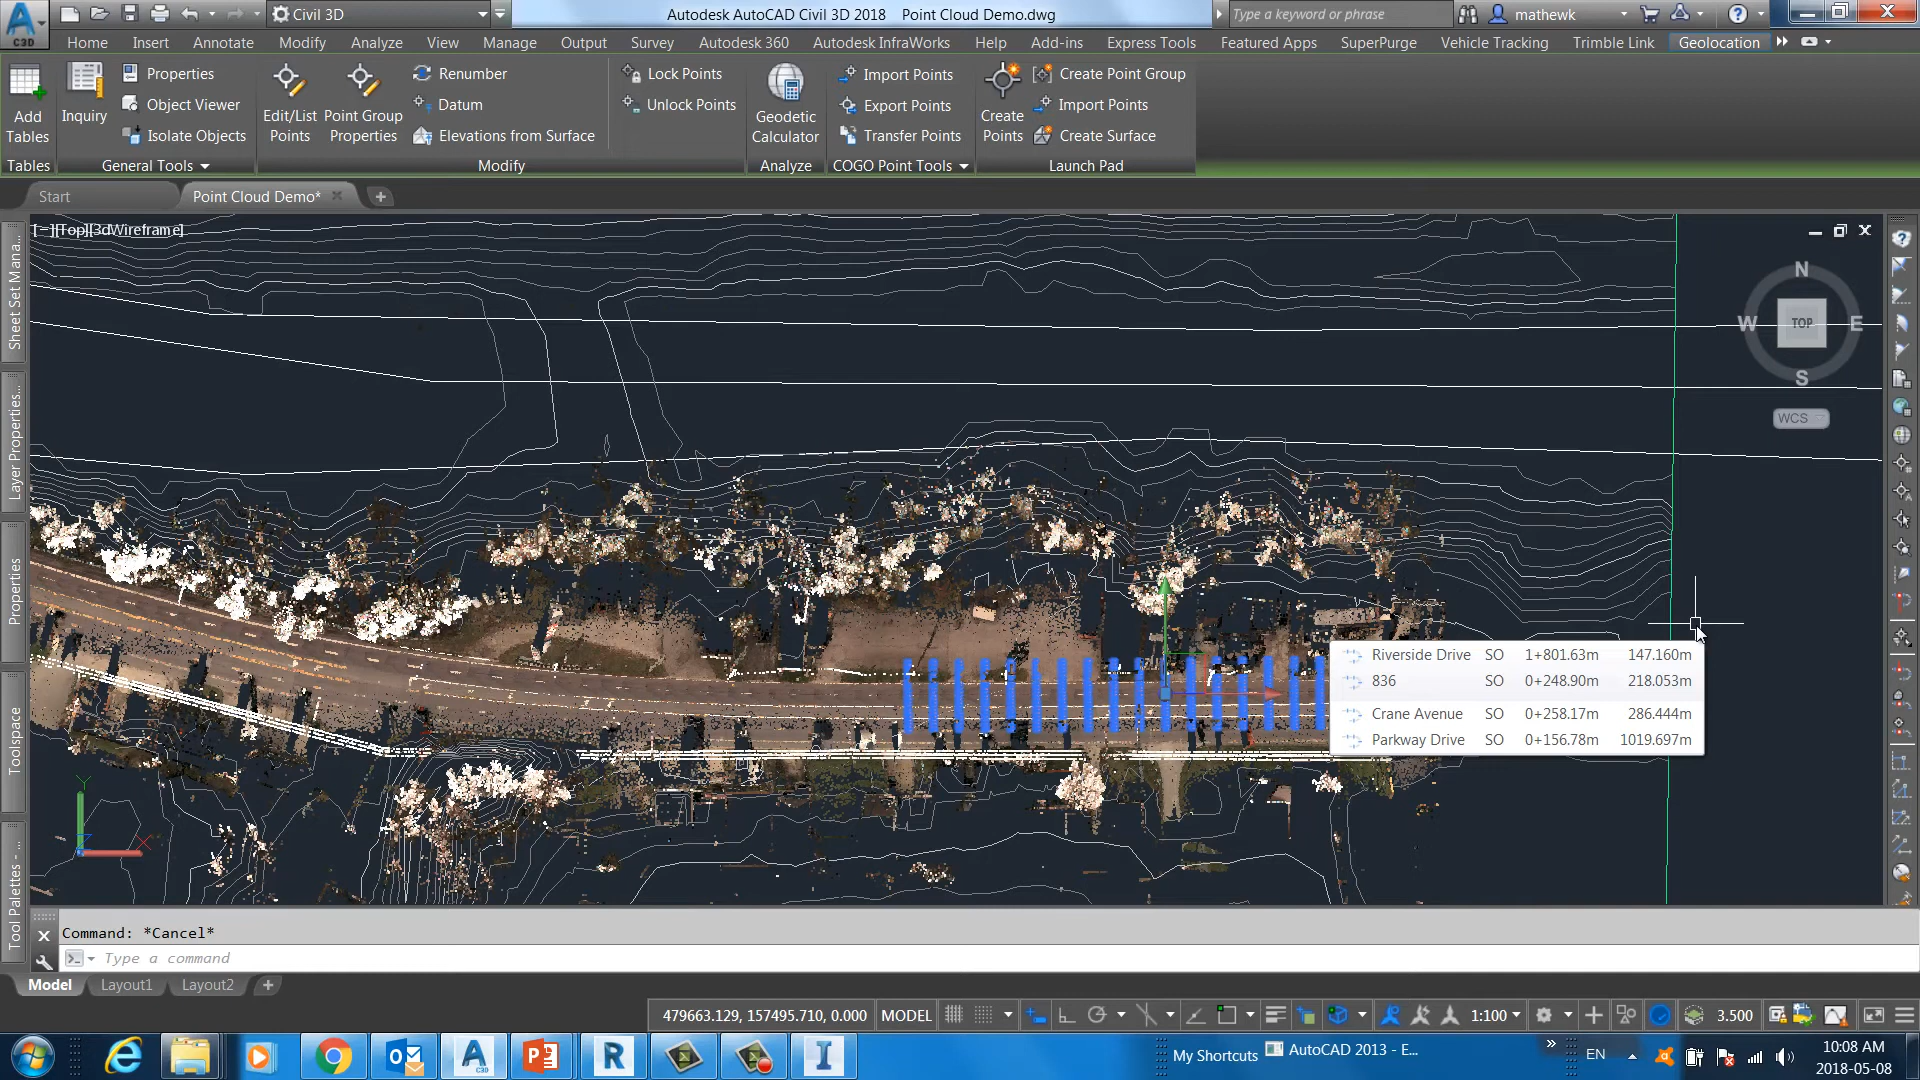 C3D
Civil 3D
Autodesk AutoCAD Civil 3D 2018 Point Cloud Demo.dwg
Type a keyword or phrase
mathewk
Home Insert Annotate Modify Analyze View Manage Output Survey Autodesk 360 Autodesk InfraWorks Help Add-ins Express Tools Featured Apps SuperPurge Vehicle Tracking Trimble Link Geolocation
Add
Tables
Inquiry
Properties
Object Viewer
Isolate Objects
Edit/List
Points
Point Group
Properties
Renumber
Datum
Elevations from Surface
Lock Points
Unlock Points
Geodetic
Calculator
Import Points
Export Points
Transfer Points
Create
Points
Create Point Group
Import Points
Create Surface
Tables General Tools Modify Analyze COGO Point Tools Launch Pad
Start
Point Cloud Demo*
[−][Top][3dWireframe]
N
W TOP E
S
WCS
Sheet Set Mana...
Layer Properties...
Properties
Toolspace
Tool Palettes - ...
Riverside Drive SO 1+801.63m 147.160m
836 SO 0+248.90m 218.053m
Crane Avenue SO 0+258.17m 286.444m
Parkway Drive SO 0+156.78m 1019.697m
Y
X
Command: *Cancel*
Type a command
Model Layout1 Layout2
479663.129, 157495.710, 0.000 MODEL 1:100 3.500
My Shortcuts
AutoCAD 2013 - E...
EN
10:08 AM
2018-05-08